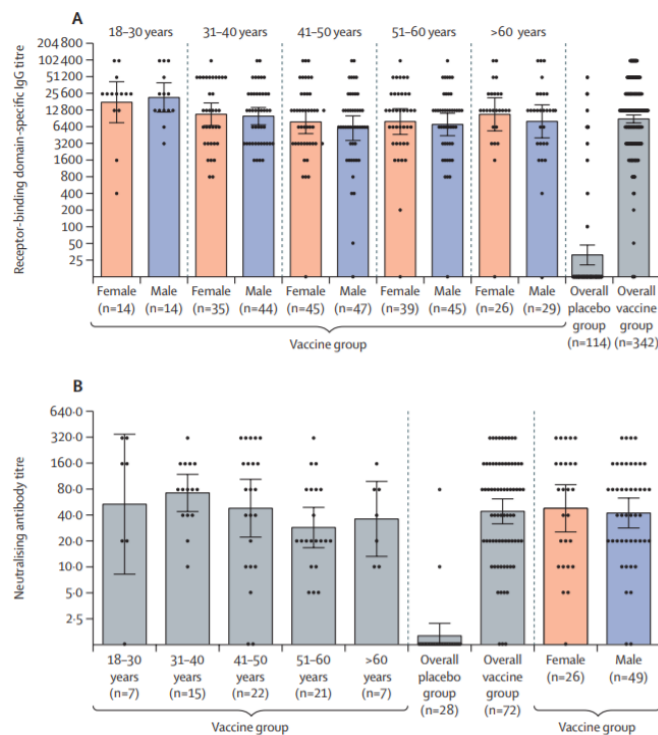 A
18–30 years 31–40 years 41–50 years 51–60 years >60 years
Receptor-binding domain-specific IgG titre
204 800
102 400
51 200
25 600
12 800
6 400
3 200
1600
800
400
200
100
50
25
Female Male Female Male Female Male Female Male Female Male Overall Overall
(n=14) (n=14) (n=35) (n=44) (n=45) (n=47) (n=39) (n=45) (n=26) (n=29) placebo vaccine
group group
(n=114) (n=342)
Vaccine group
B
Neutralising antibody titre
640·0
320·0
160·0
80·0
40·0
20·0
10·0
5·0
2·5
18–30 31–40 41–50 51–60 >60 Overall Overall Female Male
years years years years years placebo vaccine (n=26) (n=49)
(n=7) (n=15) (n=22) (n=21) (n=7) group group
(n=28) (n=72)
Vaccine group Vaccine group